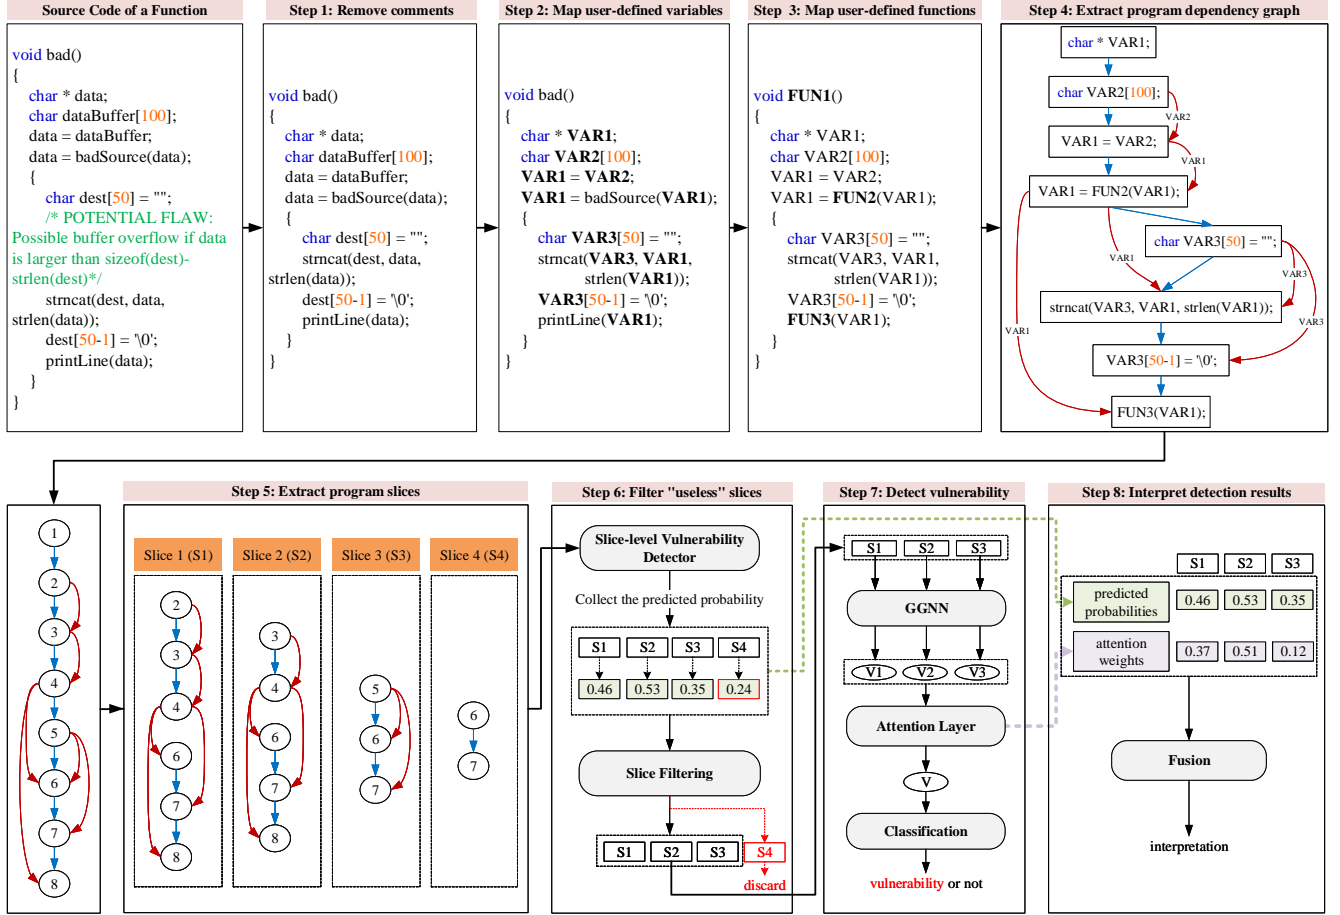 Source Code of a Function
void bad()
{
char * data;
char dataBuffer[100];
data = dataBuffer;
data = badSource(data);
{
char dest[50] = "";
/* POTENTIAL FLAW:
Possible buffer overflow if data
is larger than sizeof(dest)-
strlen(dest)*/
strncat(dest, data,
strlen(data));
dest[50-1] = '\0';
printLine(data);
}
}
Step 1: Remove comments
void bad()
{
char * data;
char dataBuffer[100];
data = dataBuffer;
data = badSource(data);
{
char dest[50] = "";
strncat(dest, data,
strlen(data));
dest[50-1] = '\0';
printLine(data);
}
}
Step 2: Map user-defined variables
void bad()
{
char * VAR1;
char VAR2[100];
VAR1 = VAR2;
VAR1 = badSource(VAR1);
{
char VAR3[50] = "";
strncat(VAR3, VAR1,
strlen(VAR1));
VAR3[50-1] = '\0';
printLine(VAR1);
}
}
Step 3: Map user-defined functions
void FUN1()
{
char * VAR1;
char VAR2[100];
VAR1 = VAR2;
VAR1 = FUN2(VAR1);
{
char VAR3[50] = "";
strncat(VAR3, VAR1,
strlen(VAR1));
VAR3[50-1] = '\0';
FUN3(VAR1);
}
}
Step 4: Extract program dependency graph
char * VAR1;
char VAR2[100];
VAR2
VAR1 = VAR2;
VAR1
VAR1 = FUN2(VAR1);
char VAR3[50] = "";
VAR1
VAR3
strncat(VAR3, VAR1, strlen(VAR1));
VAR1
VAR3
VAR3[50-1] = '\0';
FUN3(VAR1);
1
2
3
4
5
6
7
8
Step 5: Extract program slices
Slice 1 (S1)
2
3
4
6
7
8
Slice 2 (S2)
3
4
6
7
8
Slice 3 (S3)
5
6
7
Slice 4 (S4)
6
7
Step 6: Filter "useless" slices
Slice-level Vulnerability
Detector
Collect the predicted probability
S1 S2 S3 S4
0.46 0.53 0.35 0.24
Slice Filtering
S1 S2 S3 S4
discard
Step 7: Detect vulnerability
S1 S2 S3
GGNN
V1 V2 V3
Attention Layer
V
Classification
vulnerability or not
Step 8: Interpret detection results
S1 S2 S3
predicted
probabilities
0.46 0.53 0.35
attention
weights
0.37 0.51 0.12
Fusion
interpretation